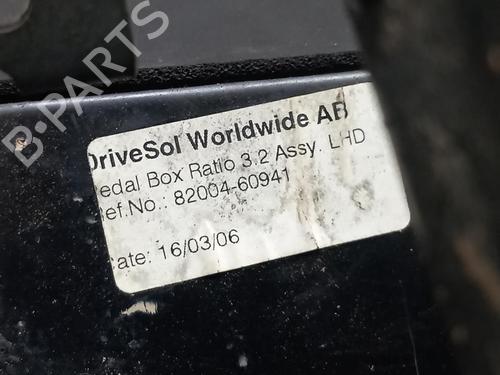 B-PARTS
DriveSol Worldwide AB
edal Box Ratio 3.2 Assy. LHD
ef.No.: 82004-60941
ate: 16/03/06